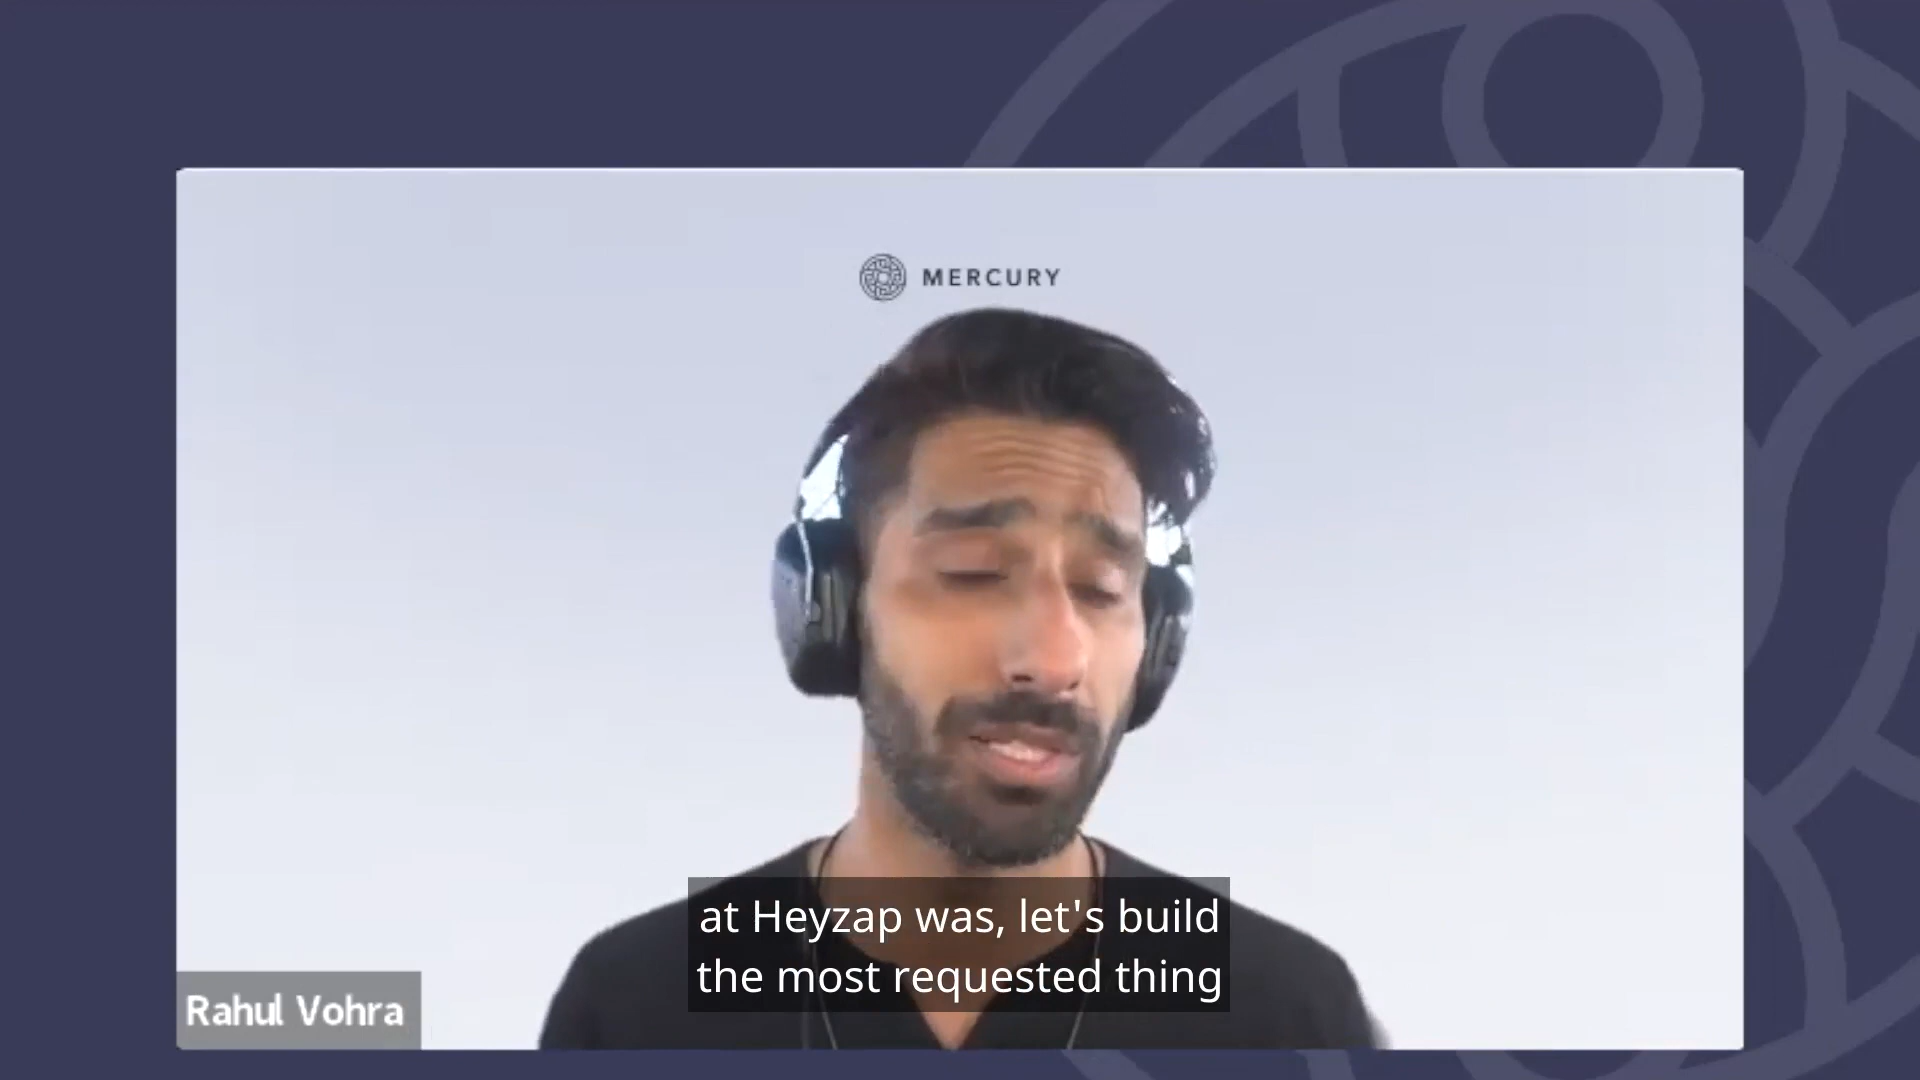 MERCURY
at Heyzap was, let's build
the most requested thing
Rahul Vohra